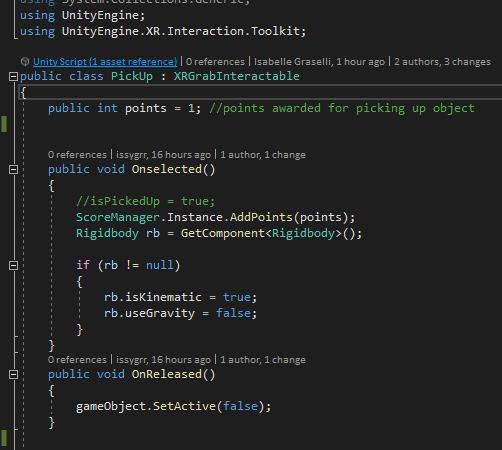 using System.Collections.Generic;
using UnityEngine;
using UnityEngine.XR.Interaction.Toolkit;
Unity Script (1 asset reference) | 0 references | Isabelle Graselli, 1 hour ago | 2 authors, 3 changes
public class PickUp : XRGrabInteractable
{
public int points = 1; //points awarded for picking up object
0 references | issygrr, 16 hours ago | 1 author, 1 change
public void Onselected()
{
//isPickedUp = true;
ScoreManager.Instance.AddPoints(points);
Rigidbody rb = GetComponent<Rigidbody>();
if (rb != null)
{
rb.isKinematic = true;
rb.useGravity = false;
}
}
0 references | issygrr, 16 hours ago | 1 author, 1 change
public void OnReleased()
{
gameObject.SetActive(false);
}